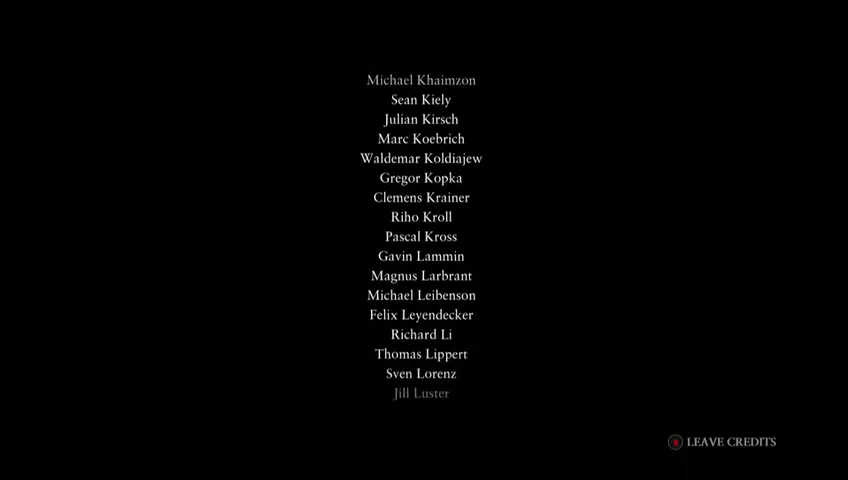 Michael Khaimzon
Sean Kiely
Julian Kirsch
Marc Koebrich
Waldemar Koldiajew
Gregor Kopka
Clemens Krainer
Riho Kroll
Pascal Kross
Gavin Lammin
Magnus Larbrant
Michael Leibenson
Felix Leyendecker
Richard Li
Thomas Lippert
Sven Lorenz
Jill Luster
LEAVE CREDITS